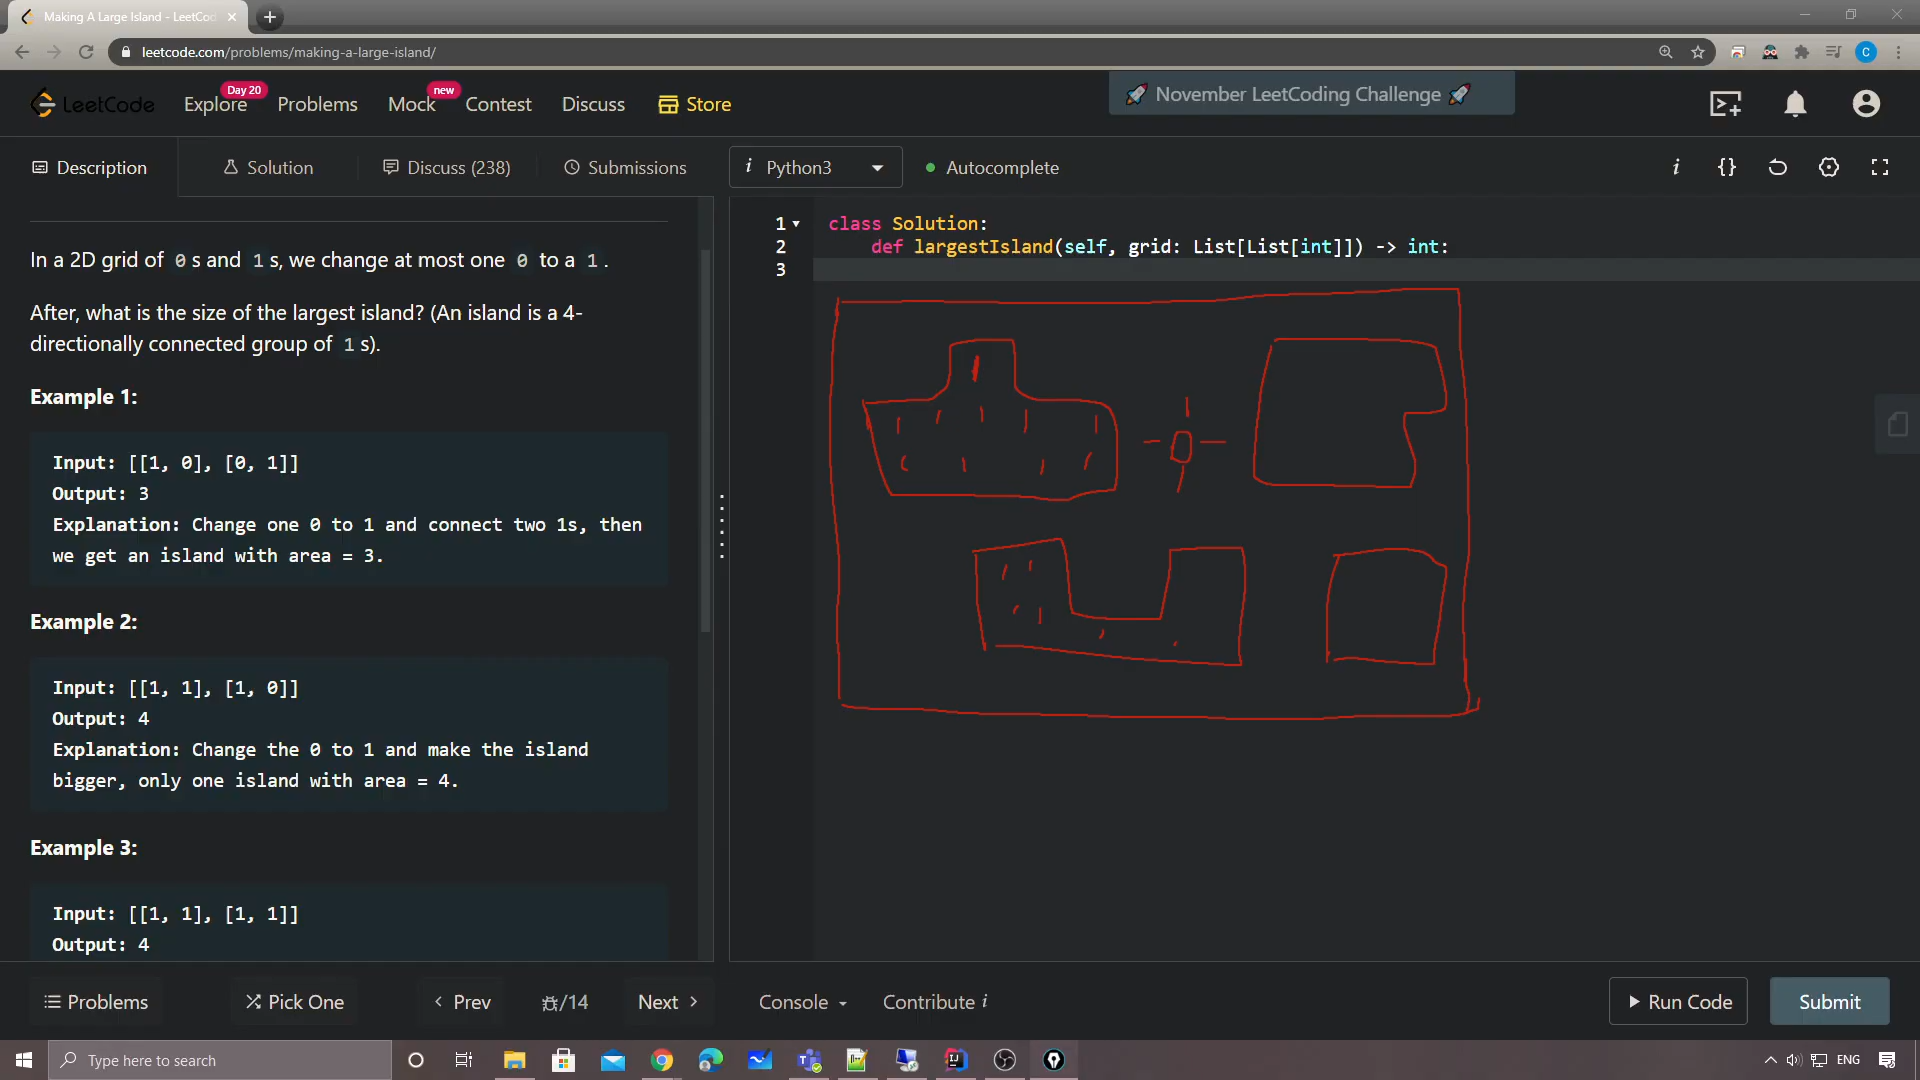 Making A Large Island - LeetCod
leetcode.com/problems/making-a-large-island/
C
LeetCode
Explore
Day 20
Problems
Mock
new
Contest
Discuss
Store
🚀 November LeetCoding Challenge 🚀
Description
Solution
Discuss (238)
Submissions
i Python3
Autocomplete
i {}
In a 2D grid of 0s and 1s, we change at most one 0 to a 1.
After, what is the size of the largest island? (An island is a 4-
directionally connected group of 1s).
Example 1:
Input: [[1, 0], [0, 1]]
Output: 3
Explanation: Change one 0 to 1 and connect two 1s, then
we get an island with area = 3.
Example 2:
Input: [[1, 1], [1, 0]]
Output: 4
Explanation: Change the 0 to 1 and make the island
bigger, only one island with area = 4.
Example 3:
Input: [[1, 1], [1, 1]]
Output: 4
1 class Solution:
2 def largestIsland(self, grid: List[List[int]]) -> int:
3
Problems
Pick One
Prev
/14
Next
Console
Contribute i
Run Code
Submit
Type here to search
ENG